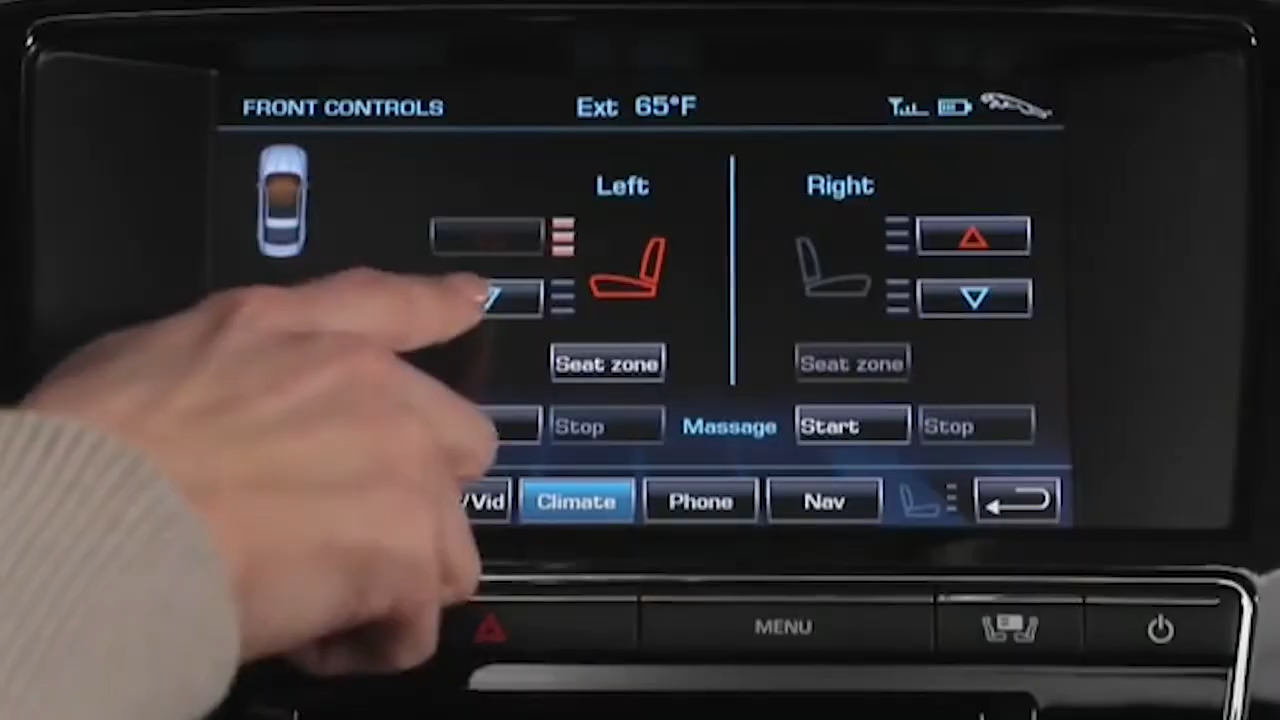 FRONT CONTROLS Ext 65°F
Left Right
Seat zone Seat zone
Stop Massage Start Stop
/Vid Climate Phone Nav
MENU